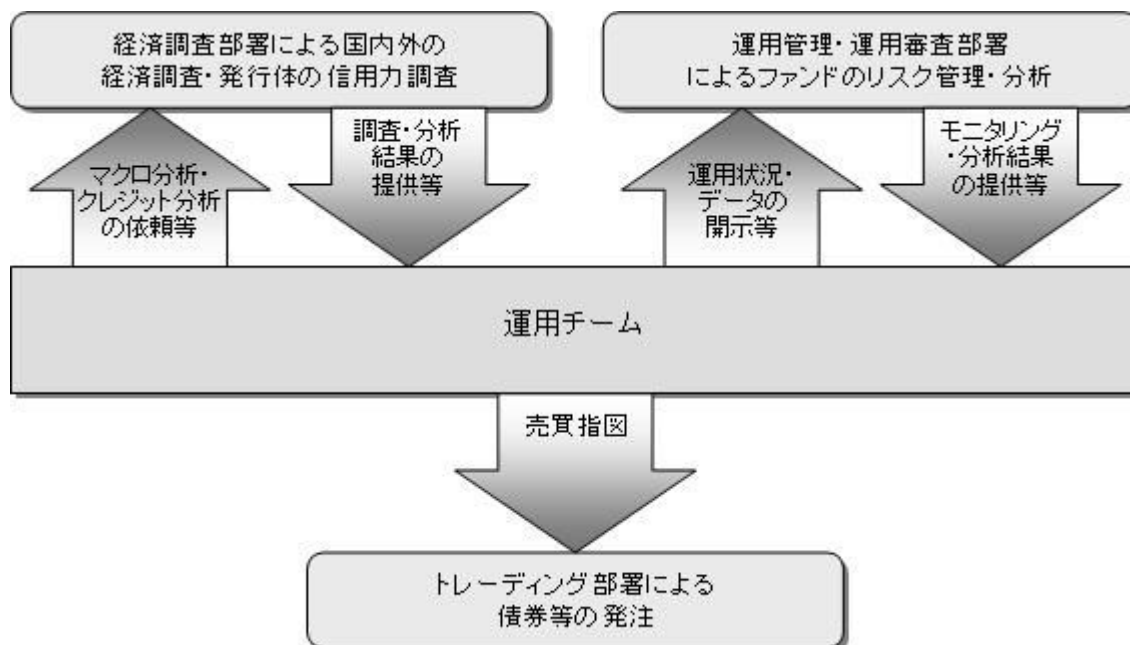 経済調査部署による国内外の
経済調査・発行体の信用力調査
運用管理・運用審査部署
によるファンドのリスク管理・分析
マクロ分析・
クレジット分析
の依頼等
調査・分析
結果の
提供等
運用状況・
データの
開示等
モニタリング
・分析結果
の提供等
運用チーム
売買指図
トレーディング部署による
債券等の発注